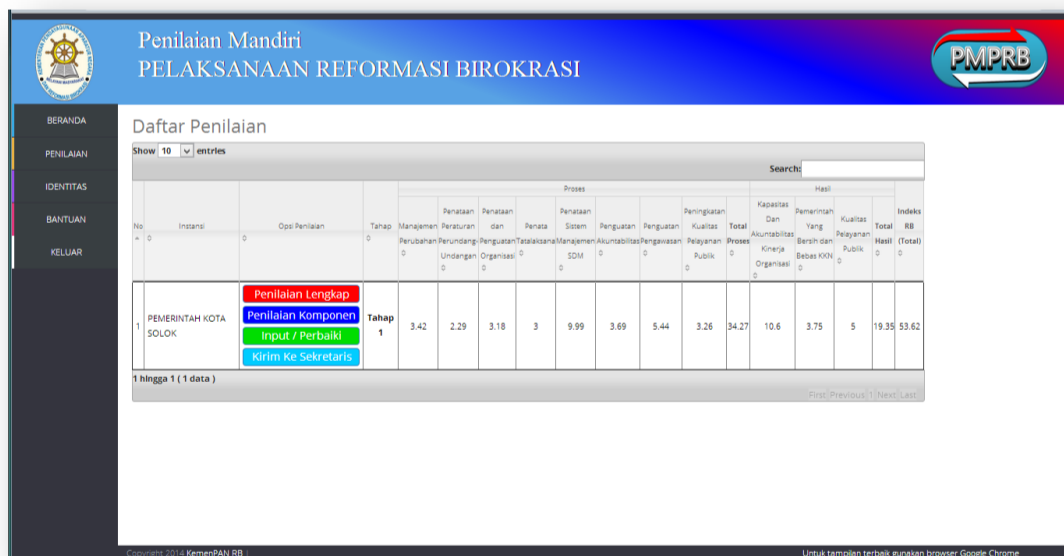 Penilaian Mandiri
PELAKSANAAN REFORMASI BIROKRASI
PMPRB
BERANDA
PENILAIAN
IDENTITAS
BANTUAN
KELUAR
Daftar Penilaian
Show 10 entries
Search:
Proses
Hasil
No
Instansi
Opsi Penilaian
Tahap
Manajemen
Perubahan
Penataan
Peraturan
Perundang-
Undangan
Penataan
dan
Penguatan
Organisasi
Penata
Tatalaksana
Penataan
Sistem
Manajemen
SDM
Penguatan
Akuntabilitas
Penguatan
Pengawasan
Peningkatan
Kualitas
Pelayanan
Publik
Total
Proses
Kapasitas
Dan
Akuntabilitas
Kinerja
Organisasi
Pemerintah
Yang
Bersih dan
Bebas KKN
Kualitas
Pelayanan
Publik
Total
Hasil
Indeks
RB
(Total)
1
PEMERINTAH KOTA
SOLOK
Penilaian Lengkap
Penilaian Komponen
Input / Perbaiki
Kirim Ke Sekretaris
Tahap
1
3.42 2.29 3.18 3 9.99 3.69 5.44 3.26 34.27 10.6 3.75 5 19.35 53.62
1 hingga 1 ( 1 data )
First Previous 1 Next Last
Copyright 2014 KemenPAN RB |
Untuk tampilan terbaik gunakan browser Google Chrome